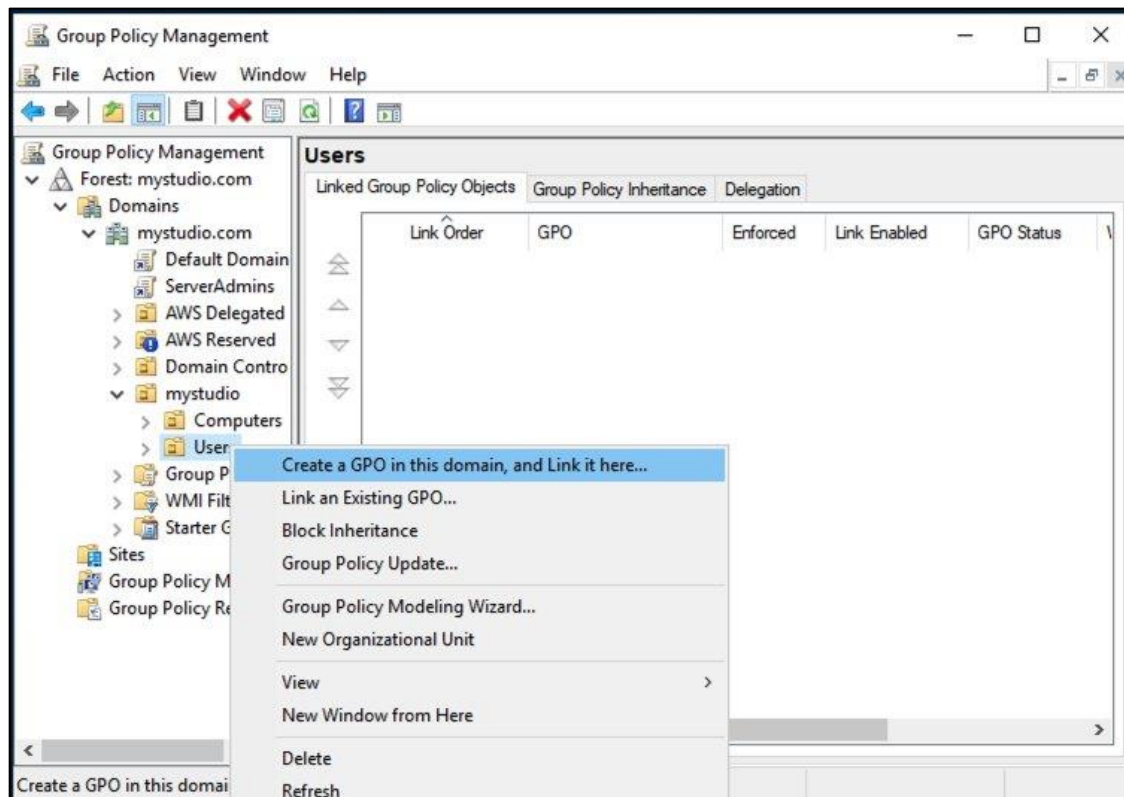 Group Policy Management
File Action View Window Help
Group Policy Management
Forest: mystudio.com
Domains
mystudio.com
Default Domain
ServerAdmins
AWS Delegated
AWS Reserved
Domain Contro
mystudio
Computers
User
Group P
WMI Filt
Starter G
Sites
Group Policy M
Group Policy Re
Users
Linked Group Policy Objects Group Policy Inheritance Delegation
Link Order GPO Enforced Link Enabled GPO Status
Create a GPO in this domain, and Link it here...
Link an Existing GPO...
Block Inheritance
Group Policy Update...
Group Policy Modeling Wizard...
New Organizational Unit
View
New Window from Here
Delete
Refresh
Create a GPO in this domai